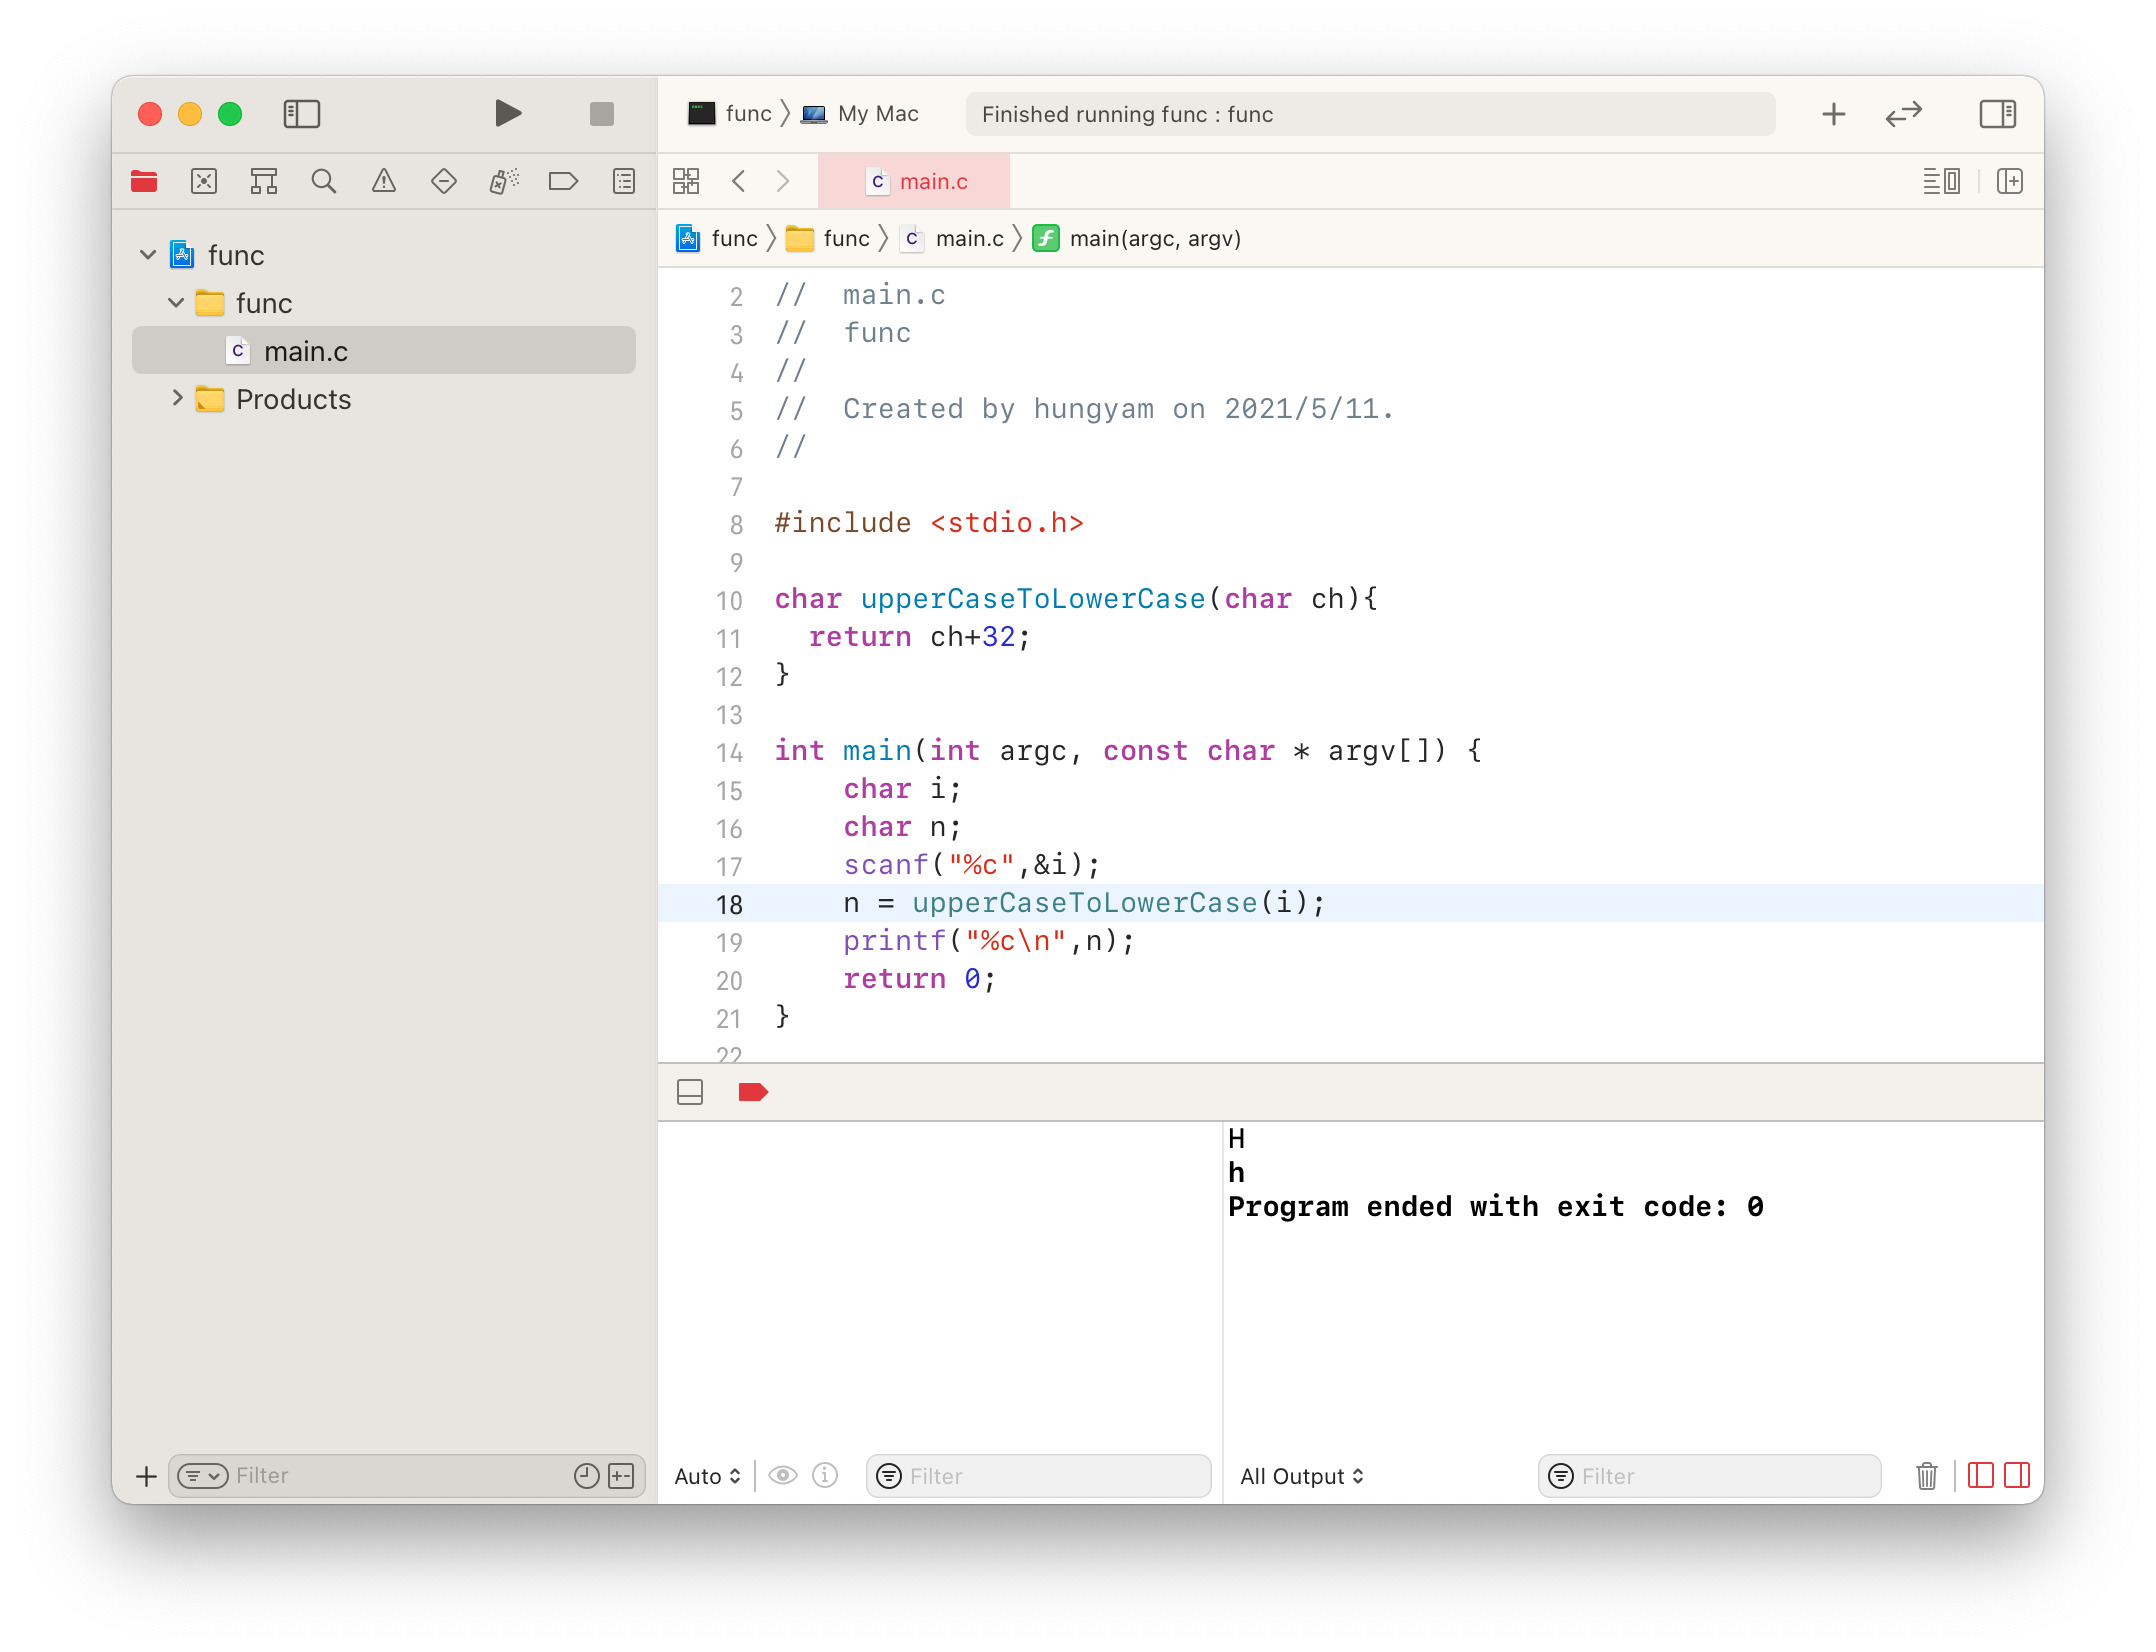 func 〉 My Mac
Finished running func : func
main.c
func 〉 func 〉 main.c 〉 main(argc, argv)
func
func
main.c
Products
2 //  main.c
3 //  func
4 //
5 //  Created by hungyam on 2021/5/11.
6 //
7
8 #include <stdio.h>
9
10 char upperCaseToLowerCase(char ch){
11   return ch+32;
12 }
13
14 int main(int argc, const char * argv[]) {
15     char i;
16     char n;
17     scanf("%c",&i);
18     n = upperCaseToLowerCase(i);
19     printf("%c\n",n);
20     return 0;
21 }
22
H
h
Program ended with exit code: 0
Filter
Auto
Filter
All Output
Filter